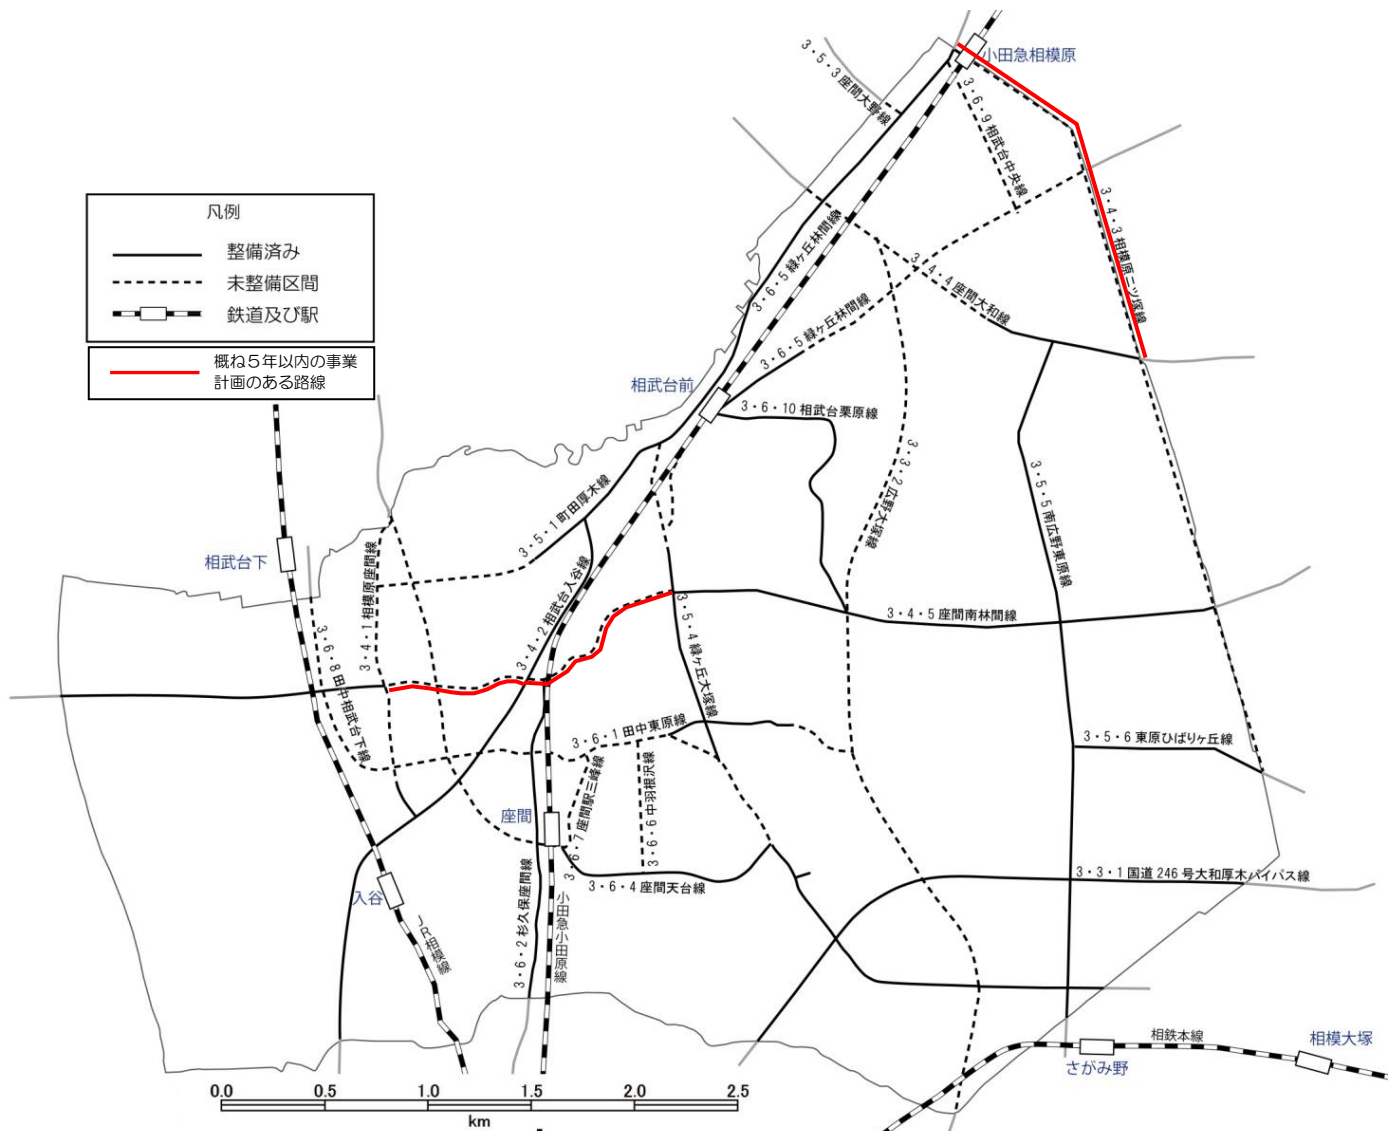 小田急相模原
3・5・3 座間大野線
3・6・9 相武台中央線
凡例
整備済み
未整備区間
鉄道及び駅
概ね５年以内の事業
計画のある路線
3・4・3 相模原二ツ塚線
3・6・5 緑ヶ丘林間線
3・4・4 座間大和線
3・6・5 緑ヶ丘林間線
相武台前
3・6・10 相武台栗原線
3・3・2 広野大塚線
3・5・1 町田厚木線
3・5・5 南広野東原線
相武台下
3・4・1 相模原座間線
3・4・2 相武台入谷線
3・4・5 座間南林間線
3・6・8 田中相武台下線
3・5・4 緑ヶ丘大塚線
3・6・1 田中東原線
3・5・6 東原ひばりヶ丘線
座間
3・6・7 座間駅三峰線
3・6・6 中羽根沢線
3・6・4 座間天台線
3・3・1 国道 246 号大和厚木バイパス線
入谷
3・6・2 杉久保座間線
小田急小田原線
JR相模線
相鉄本線
相模大塚
さがみ野
0.0 0.5 1.0 1.5 2.0 2.5
km